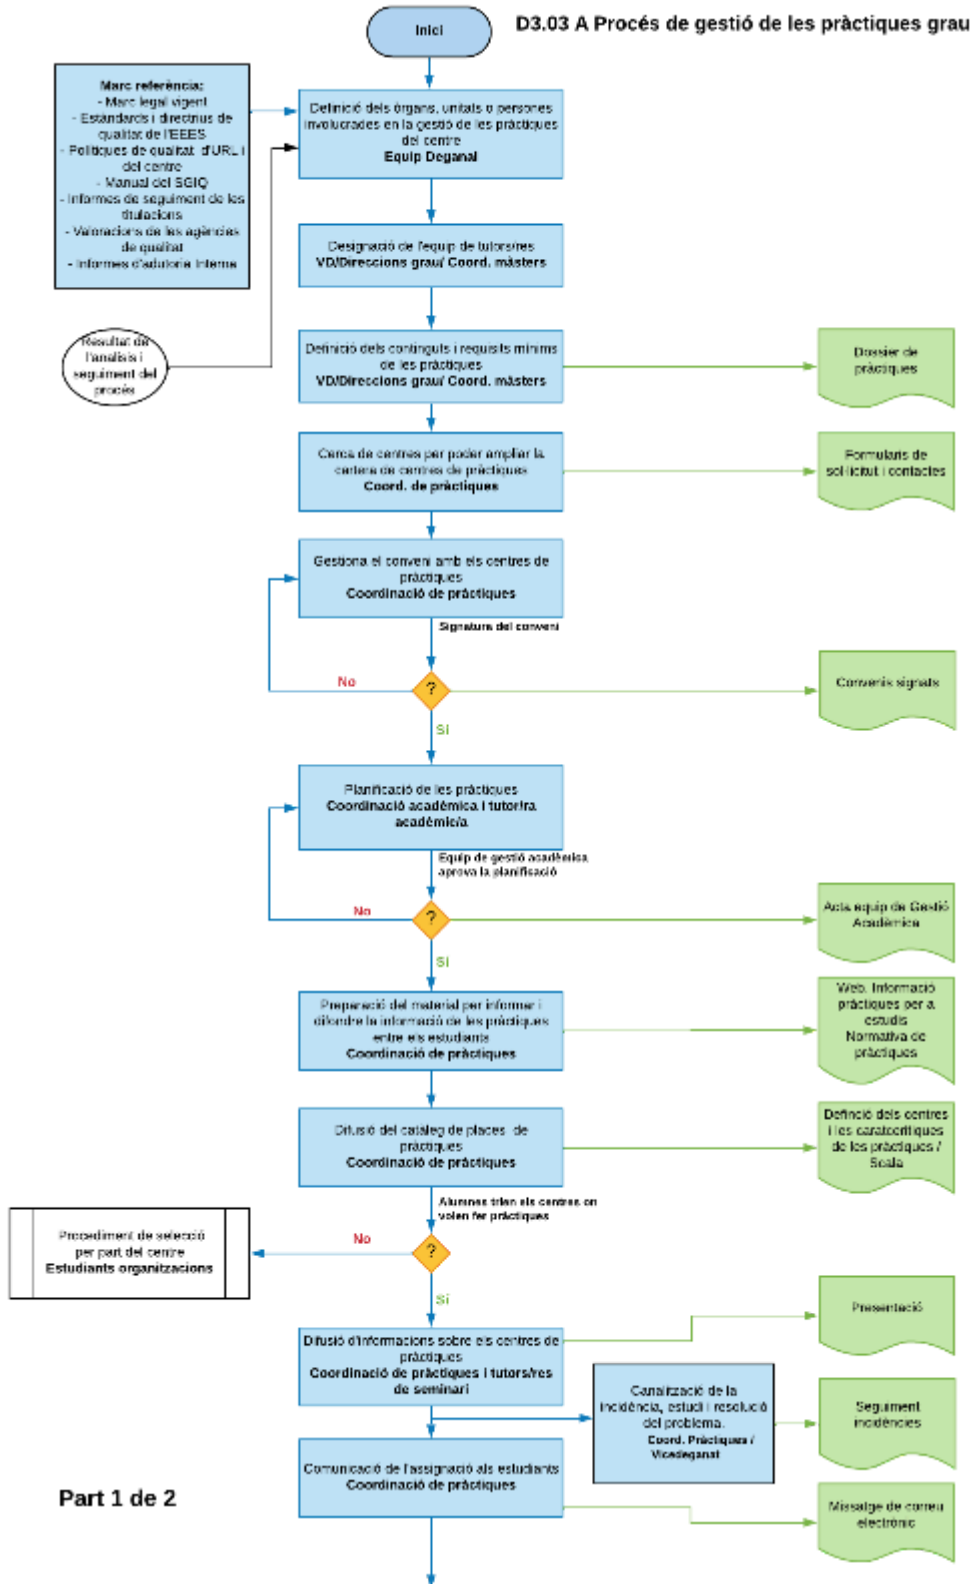 Inici
D3.03 A Procés de gestió de les pràctiques grau
Marc referència:
- Marc legal vigent
- Estàndards i directrius de
qualitat de l'EEES
- Polítiques de qualitat d'URL i
del centre
- Manual del SGIQ
- Informes de seguiment de les
titulacions
- Valoracions de les agències
de qualitat
- Informes d'adutoria Interna
Definició dels òrgans, unitats o persones
involucrades en la gestió de les pràctiques
del centre
Equip Deganal
Designació de l'equip de tutors/res
VD/Direccions grau/ Coord. màsters
Resultat de
l'analisis i
seguiment del
procés
Definició dels continguts i requisits mínims
de les pràctiques
VD/Direccions grau/ Coord. màsters
Dossier de
pràctiques
Cerca de centres per poder ampliar la
cartera de centres de pràctiques
Coord. de pràctiques
Formularis de
sol·licitut i contactes
Gestiona el conveni amb els centres de
pràctiques
Coordinació de pràctiques
Signatura del conveni
No
?
Convenis signats
Sí
Planificació de les pràctiques
Coordinació acadèmica i tutor/ra
acadèmic/a
Equip de gestió acadèmica
aprova la planificació
No
?
Acta equip de Gestió
Acadèmica
Sí
Preparació del material per informar i
difondre la informació de les pràctiques
entre els estudiants
Coordinació de pràctiques
Web. Informació
pràctiques per a
estudis
Normativa de
pràctiques
Difusió del catàleg de places de
pràctiques
Coordinació de pràctiques
Definció dels centres
i les caratcerítiques
de les pràctiques /
Scala
Alumnes trien els centres on
volen fer pràctiques
Procediment de selecció
per part del centre
Estudiants organitzacions
No
?
Sí
Difusió d'informacions sobre els centres de
pràctiques
Coordinació de pràctiques i tutors/res
de seminari
Presentació
Canalització de la
incidència, estudi i resolució
del problema.
Coord. Pràctiques /
Vicedeganat
Seguiment
incidències
Comunicació de l'assignació als estudiants
Coordinació de pràctiques
Missatge de correu
electrònic
Part 1 de 2